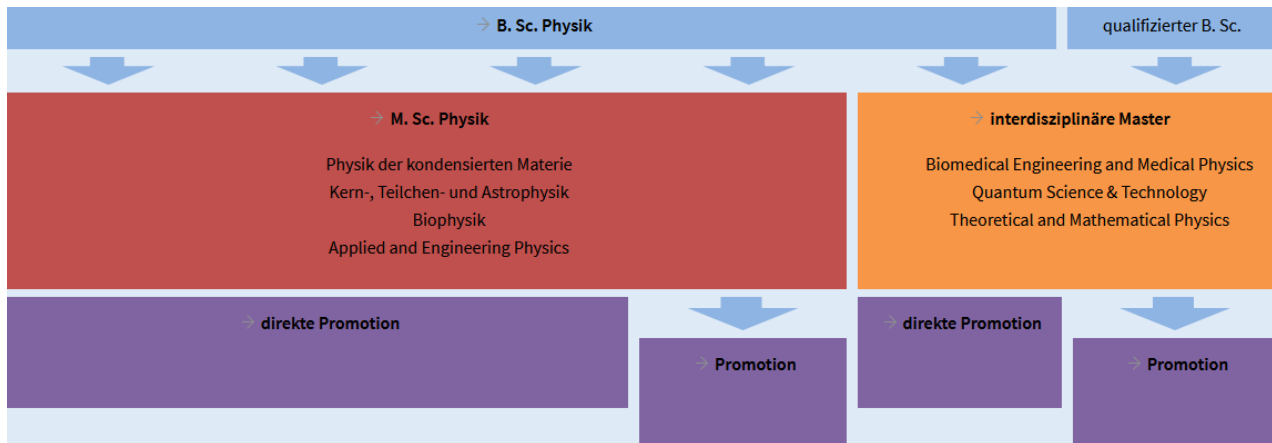 → B. Sc. Physik
qualifizierter B. Sc.
→ M. Sc. Physik
Physik der kondensierten Materie
Kern-, Teilchen- und Astrophysik
Biophysik
Applied and Engineering Physics
→ interdisziplinäre Master
Biomedical Engineering and Medical Physics
Quantum Science & Technology
Theoretical and Mathematical Physics
→ direkte Promotion
→ Promotion
→ direkte Promotion
→ Promotion